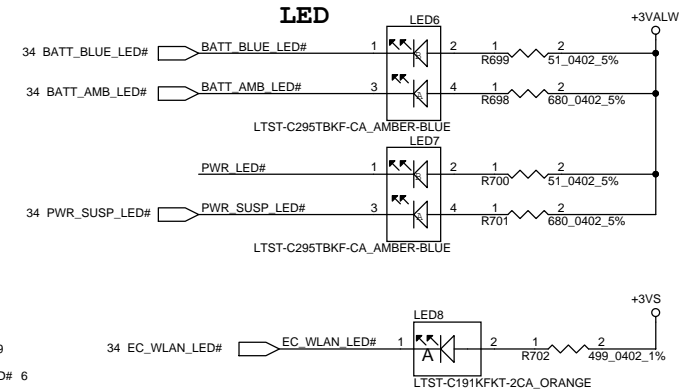 LED
LED6
+3VALW
34 BATT_BLUE_LED# BATT_BLUE_LED# 1 B 2 1 R699 2 51_0402_5%
34 BATT_AMB_LED# BATT_AMB_LED# 3 A 4 1 R698 2 680_0402_5%
LTST-C295TBKF-CA_AMBER-BLUE
LED7
PWR_LED# 1 B 2 1 R700 2 51_0402_5%
34 PWR_SUSP_LED# PWR_SUSP_LED# 3 A 4 1 R701 2 680_0402_5%
LTST-C295TBKF-CA_AMBER-BLUE
+3VS
LED8
9
34 EC_WLAN_LED# EC_WLAN_LED# 1 A 2 1 R702 2 499_0402_1%
D# 6
LTST-C191KFKT-2CA_ORANGE